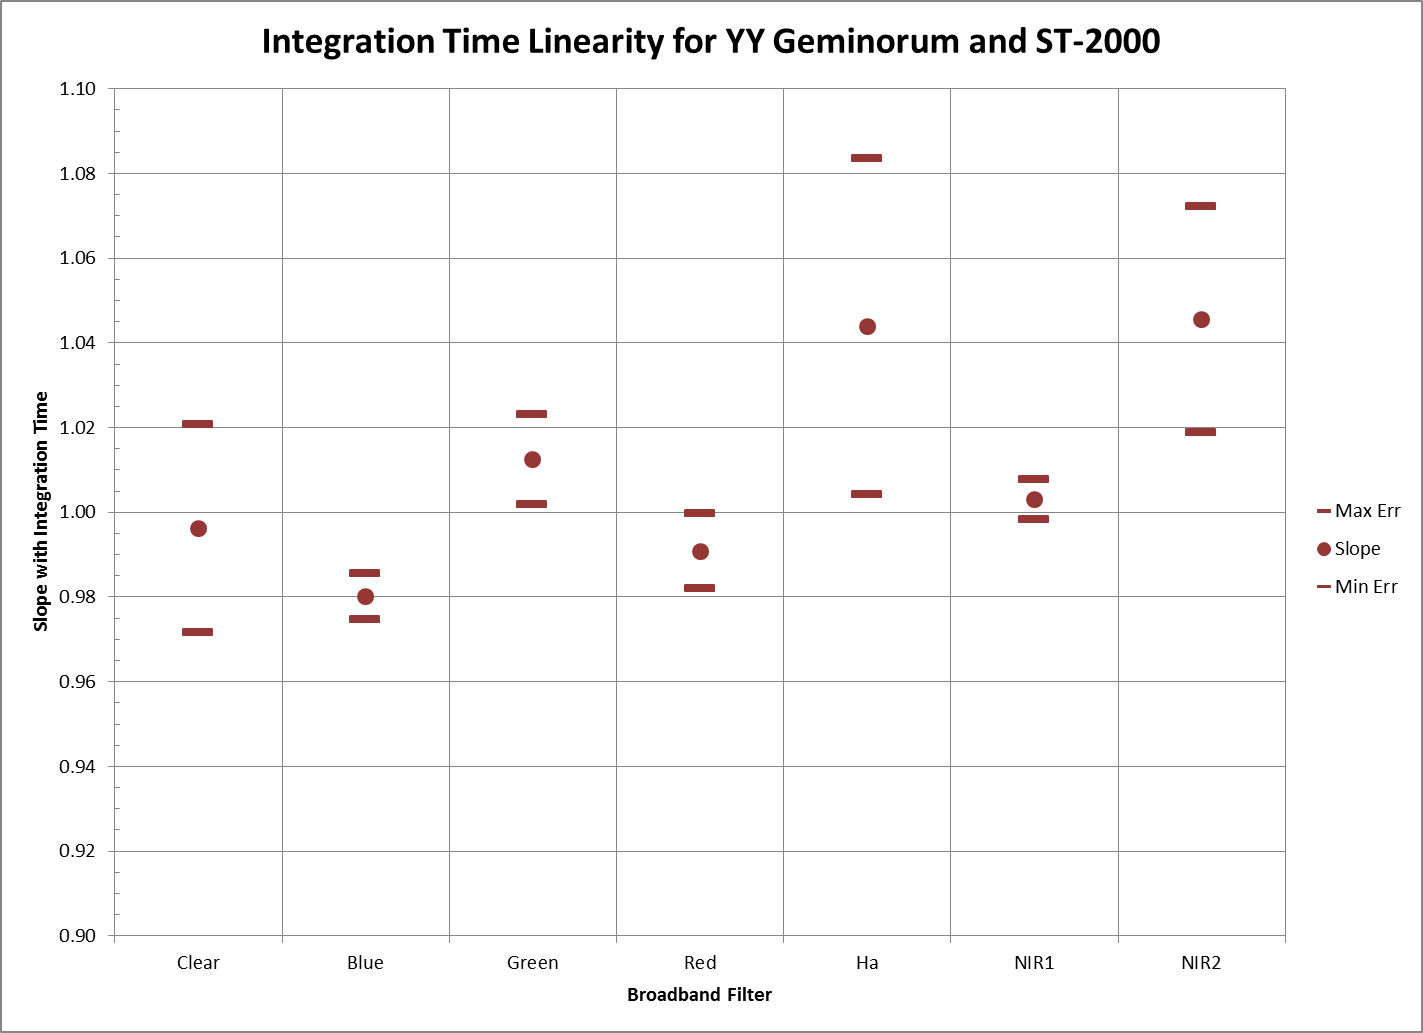 Integration Time Linearity for YY Geminorum and ST-2000
1.10
1.08
1.06
1.04
1.02
1.00
0.98
0.96
0.94
0.92
0.90
Slope with Integration Time
Clear Blue Green Red Ha NIR1 NIR2
Broadband Filter
Max Err
Slope
Min Err